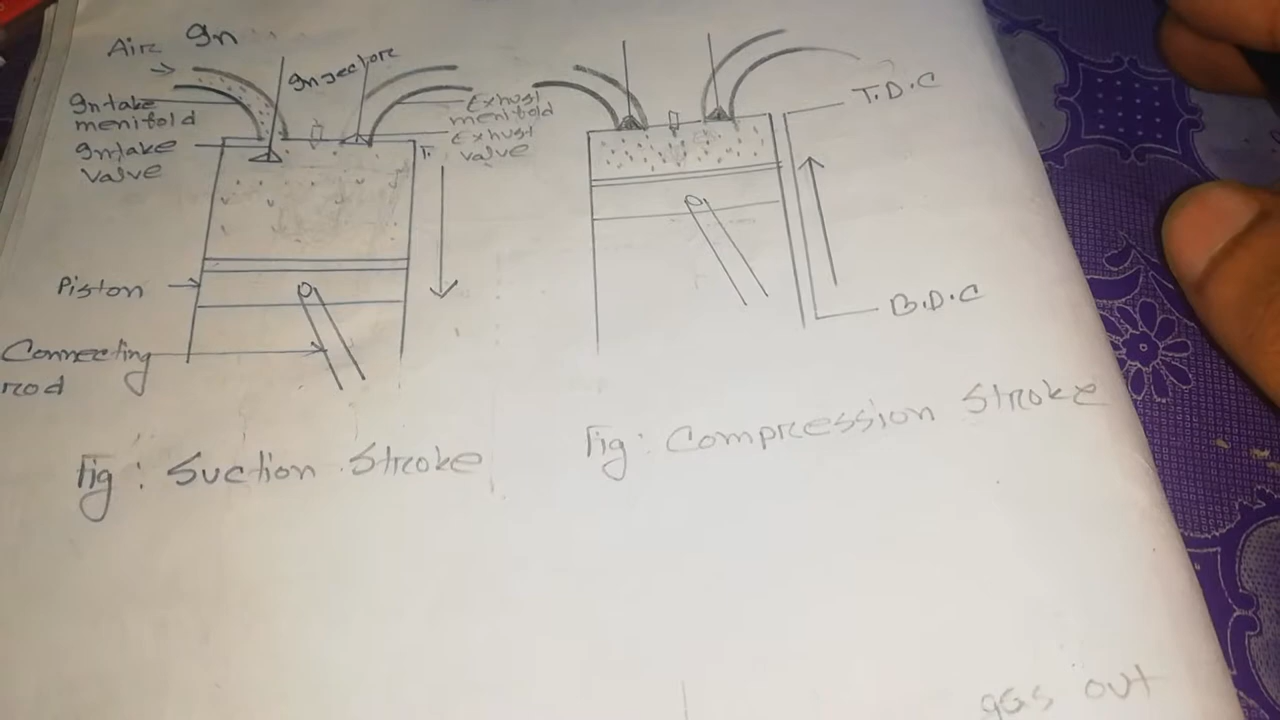 Air In
Injector
Intake
menifold
Intake
valve
Exhust
menifold
Exhust
valve
T.
Piston
Connecting
rod
Fig: Suction Stroke
T.D.C
B.D.C
Fig: Compression Stroke
gas out